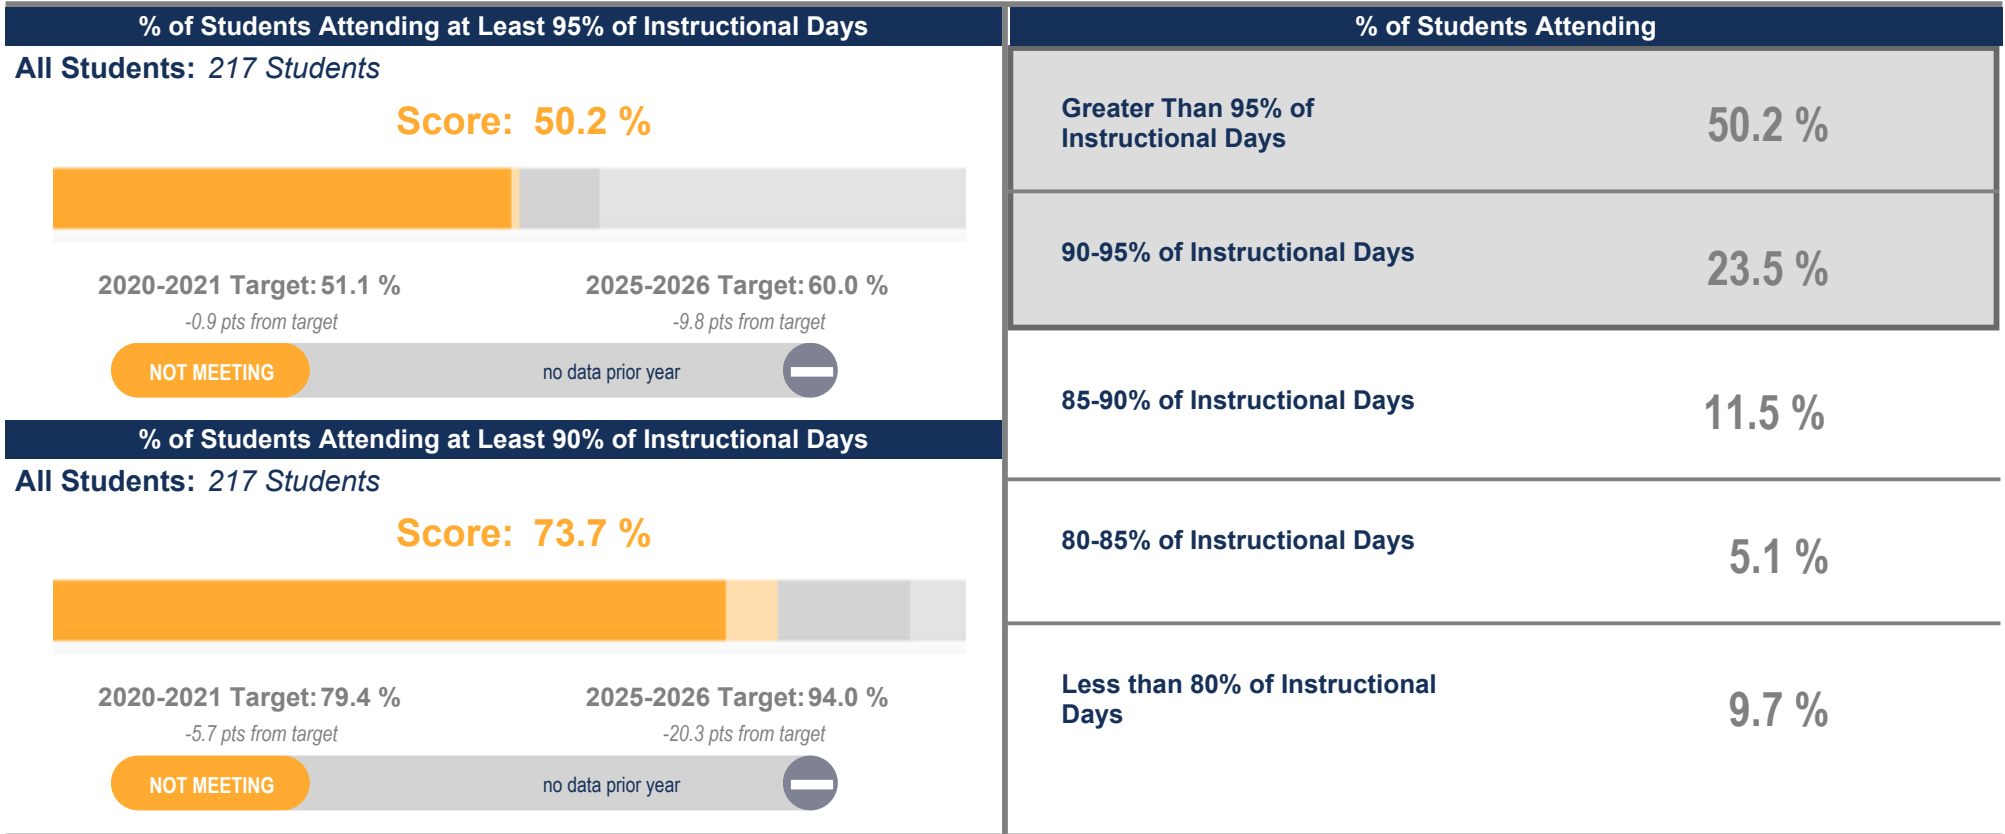 % of Students Attending at Least 95% of Instructional Days
All Students: 217 Students
Score: 50.2 %
2020-2021 Target: 51.1 %
-0.9 pts from target
2025-2026 Target: 60.0 %
-9.8 pts from target
NOT MEETING
no data prior year
% of Students Attending at Least 90% of Instructional Days
All Students: 217 Students
Score: 73.7 %
2020-2021 Target: 79.4 %
-5.7 pts from target
2025-2026 Target: 94.0 %
-20.3 pts from target
NOT MEETING
no data prior year
% of Students Attending
Greater Than 95% of
Instructional Days
50.2 %
90-95% of Instructional Days
23.5 %
85-90% of Instructional Days
11.5 %
80-85% of Instructional Days
5.1 %
Less than 80% of Instructional
Days
9.7 %